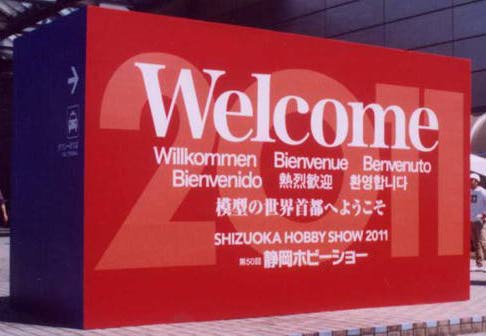 2011
Welcome
Willkommen Bienvenue Benvenuto
Bienvenido 熱烈歓迎 환영합니다
模型の世界首都へようこそ
SHIZUOKA HOBBY SHOW 2011
第50回 静岡ホビーショー